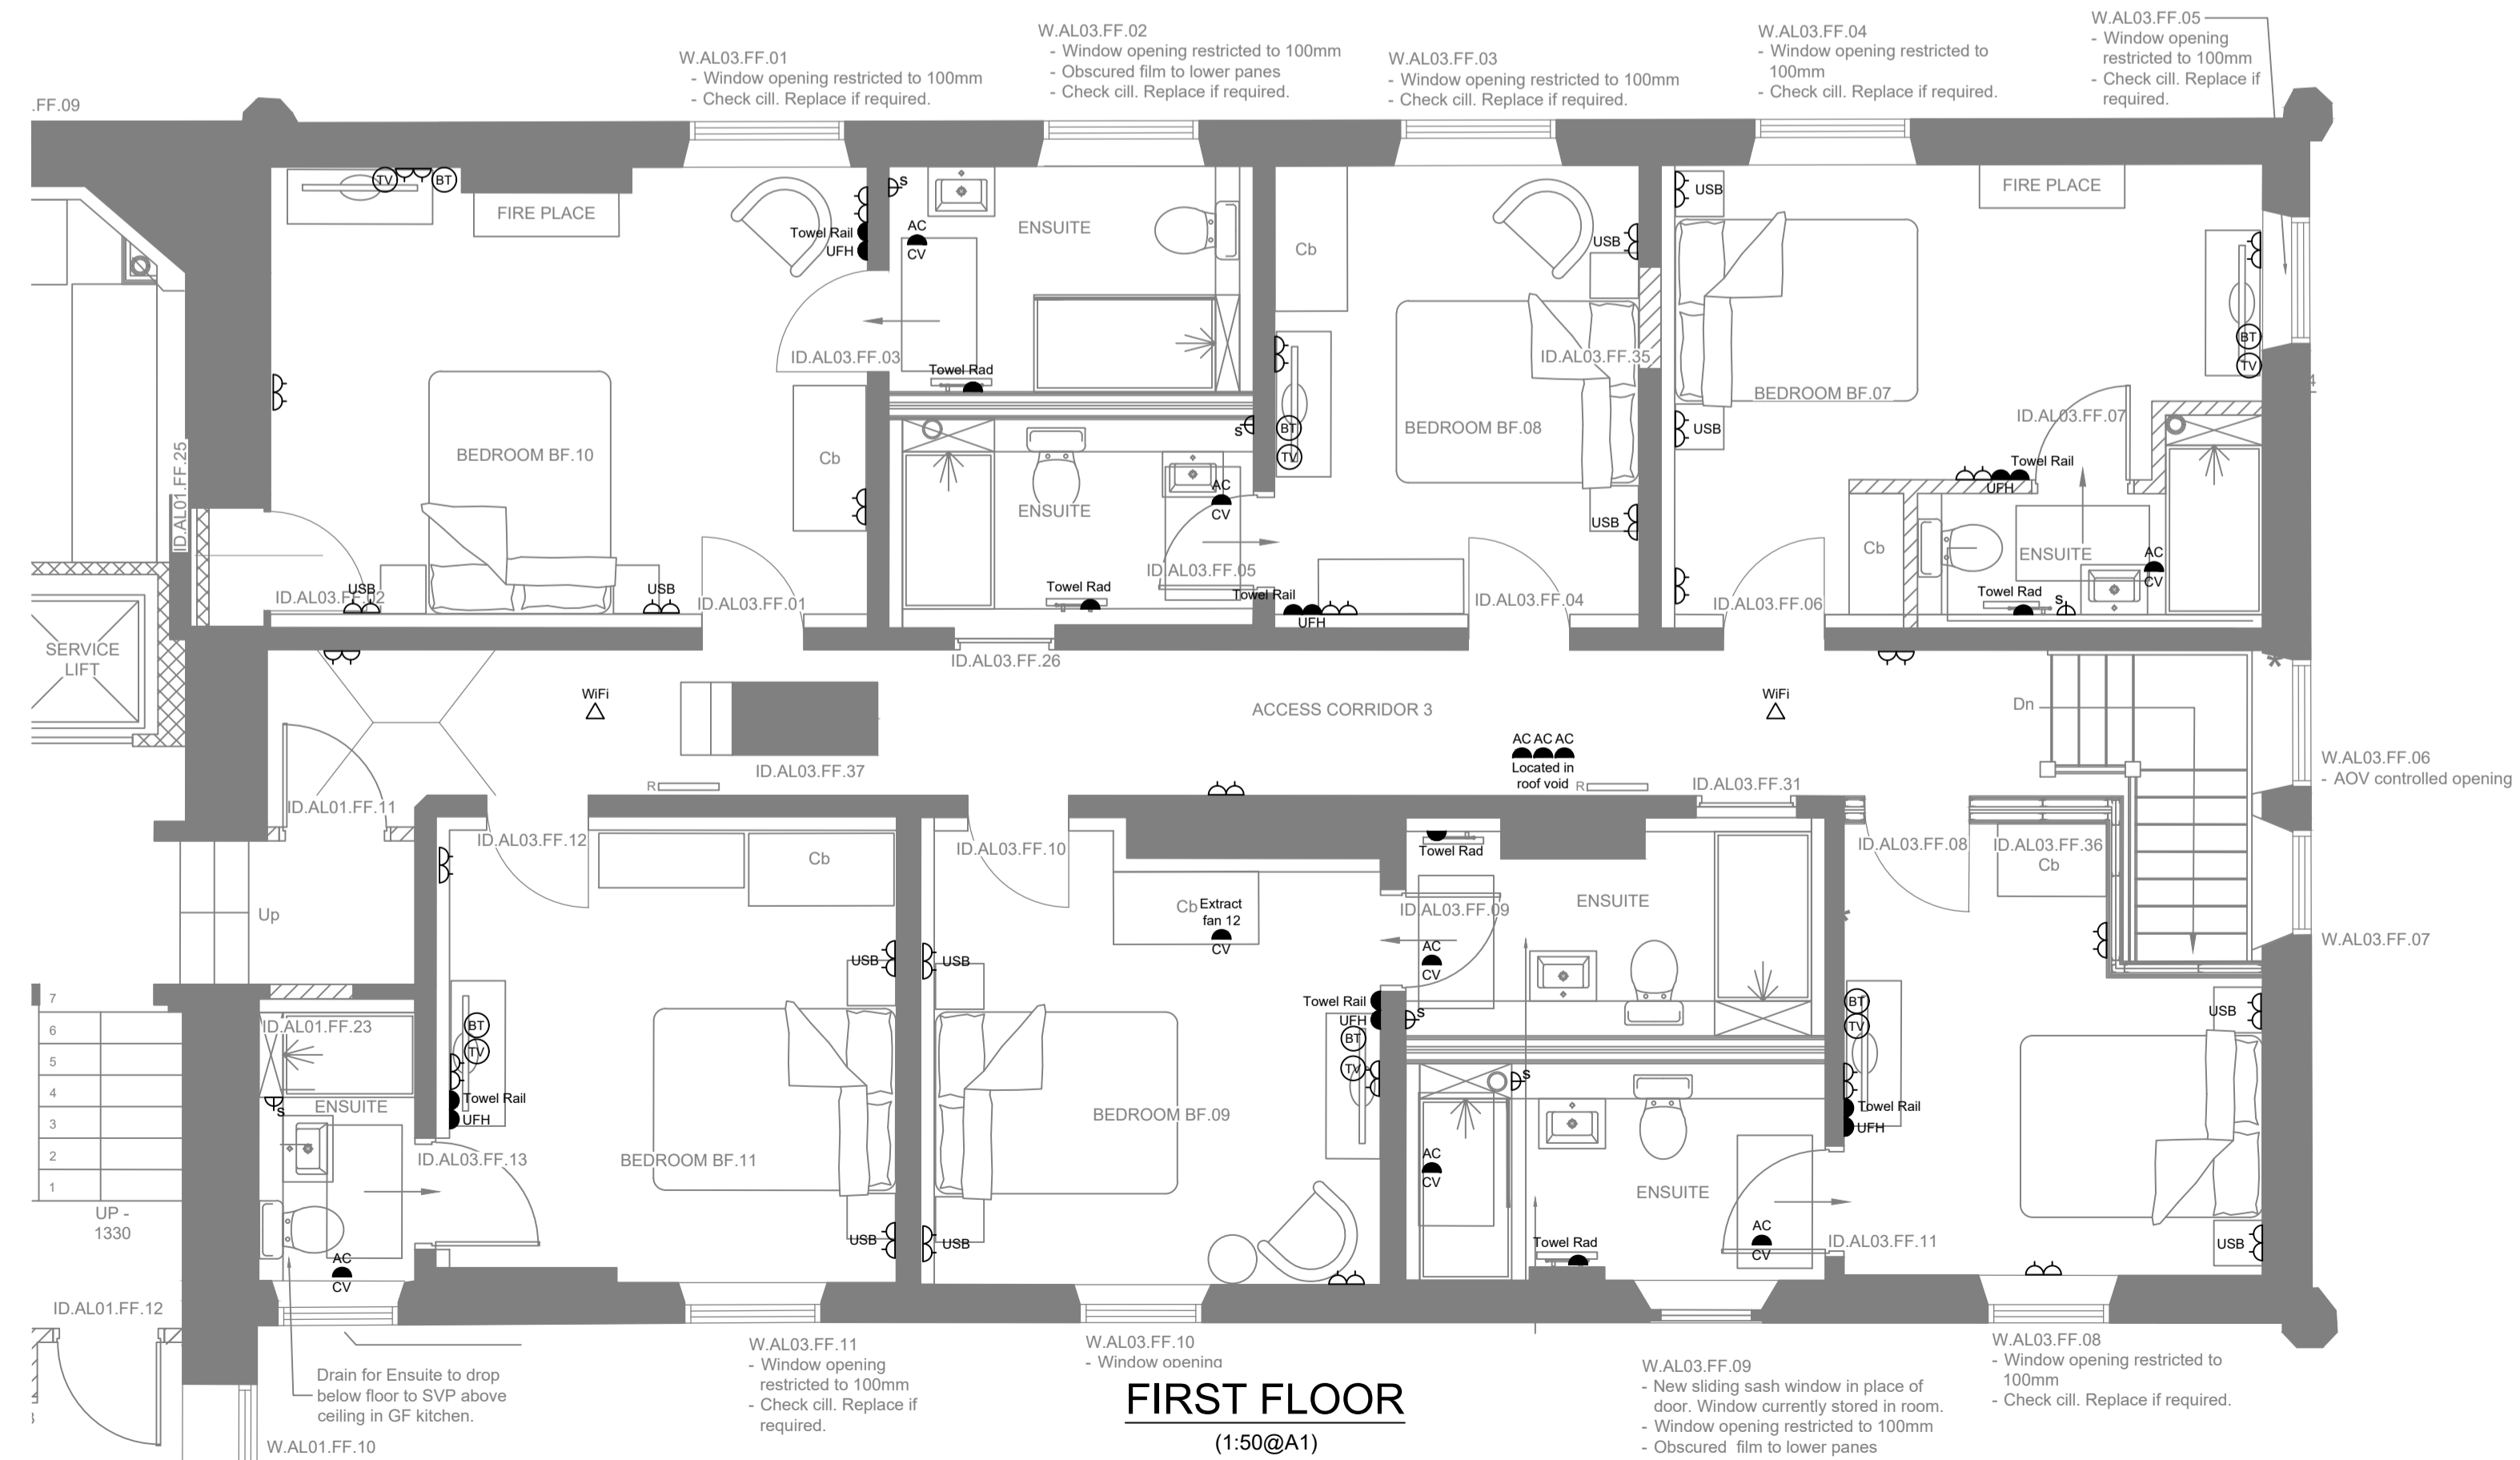 .FF.09
W.AL03.FF.01
- Window opening restricted to 100mm
- Check cill. Replace if required.
W.AL03.FF.02
- Window opening restricted to 100mm
- Obscured film to lower panes
- Check cill. Replace if required.
W.AL03.FF.03
- Window opening restricted to 100mm
- Check cill. Replace if required.
W.AL03.FF.04
- Window opening restricted to
100mm
- Check cill. Replace if required.
W.AL03.FF.05
- Window opening
restricted to 100mm
- Check cill. Replace if
required.
TV
BT
FIRE PLACE
Towel Rail
UFH
ID.AL03.FF.03
BEDROOM BF.10
Cb
ID.AL01.FF.25
USB
USB
ID.AL03.FF.01
s
AC
CV
ENSUITE
Towel Rad
s
ENSUITE
AC
CV
ID.AL03.FF.05
Towel Rad
Towel Rail
UFH
ID.AL03.FF.26
Cb
USB
ID.AL03.FF.35
BT
TV
BEDROOM BF.08
USB
ID.AL03.FF.04
USB
FIRE PLACE
BEDROOM BF.07
BT
TV
4
USB
ID.AL03.FF.07
Towel Rail
UFH
Cb
ENSUITE
AC
CV
Towel Rad
s
ID.AL03.FF.06
SERVICE
LIFT
WiFi
ACCESS CORRIDOR 3
WiFi
Dn
*
AC AC AC
Located in
roof void
R
R
ID.AL03.FF.37
ID.AL03.FF.31
W.AL03.FF.06
- AOV controlled opening
ID.AL01.FF.11
Up
ID.AL03.FF.12
Cb
USB
ID.AL03.FF.10
Cb
Extract
fan 12
CV
USB
Towel Rad
ID.AL03.FF.09
ENSUITE
AC
CV
Towel Rail
UFH
s
BT
TV
ID.AL03.FF.08
ID.AL03.FF.36
Cb
*
W.AL03.FF.07
7
6
5
4
3
2
1
UP -
1330
ID.AL01.FF.23
s
ENSUITE
BT
TV
Towel Rail
UFH
ID.AL03.FF.13
BEDROOM BF.11
USB
AC
CV
BEDROOM BF.09
USB
s
AC
CV
ENSUITE
Towel Rad
AC
CV
ID.AL03.FF.11
BT
TV
Towel Rail
UFH
USB
USB
ID.AL01.FF.12
Drain for Ensuite to drop
below floor to SVP above
ceiling in GF kitchen.
W.AL01.FF.10
W.AL03.FF.11
- Window opening
restricted to 100mm
- Check cill. Replace if
required.
W.AL03.FF.10
- Window opening
FIRST FLOOR
(1:50@A1)
W.AL03.FF.09
- New sliding sash window in place of
door. Window currently stored in room.
- Window opening restricted to 100mm
- Obscured film to lower panes
W.AL03.FF.08
- Window opening restricted to
100mm
- Check cill. Replace if required.